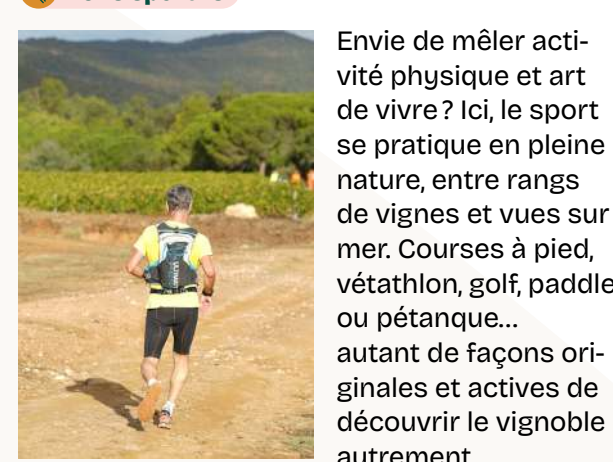 Envie de mêler acti-
vité physique et art
de vivre ? Ici, le sport
se pratique en pleine
nature, entre rangs
de vignes et vues sur
mer. Courses à pied,
vétathlon, golf, paddle
ou pétanque...
autant de façons ori-
ginales et actives de
découvrir le vignoble
autrement